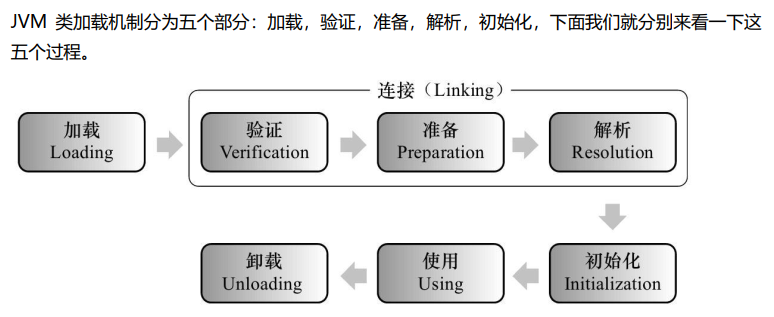 JVM 类加载机制分为五个部分：加载，验证，准备，解析，初始化，下面我们就分别来看一下这
五个过程。
连接（Linking）
加载
Loading
验证
Verification
准备
Preparation
解析
Resolution
初始化
Initialization
使用
Using
卸载
Unloading